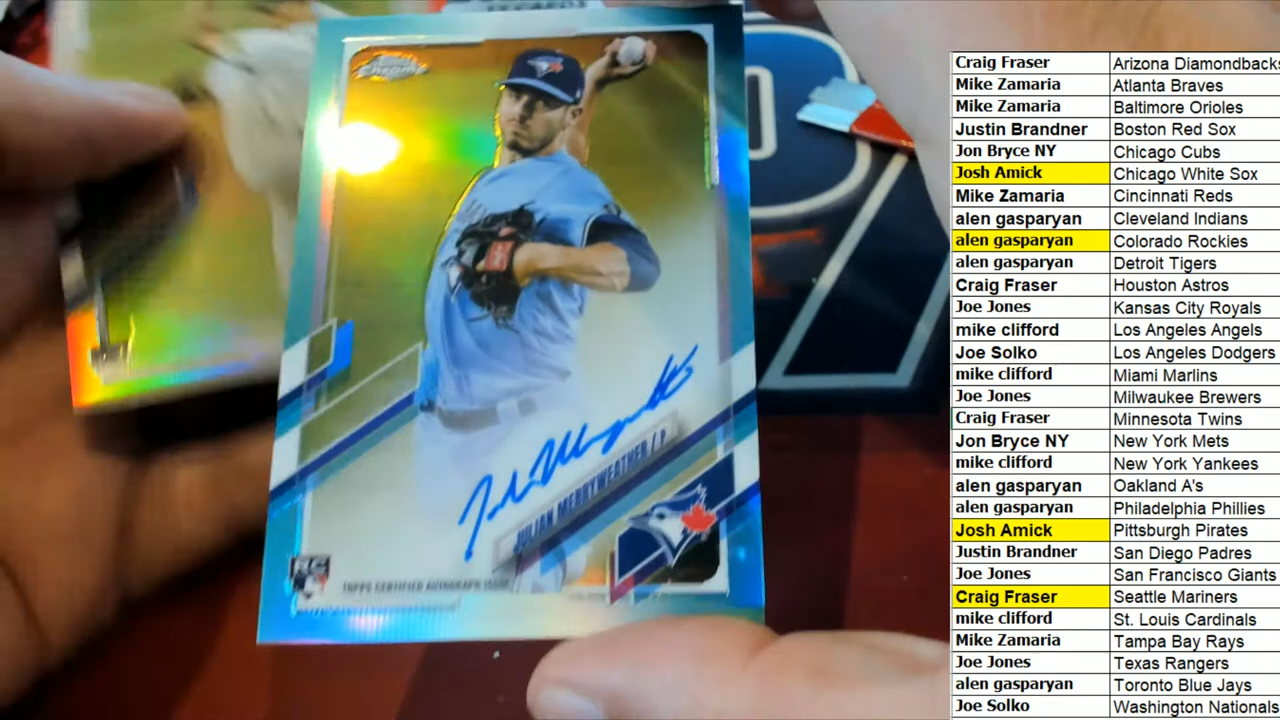 Chrome
JULIAN MERRYWEATHER / P
TOPPS CERTIFIED AUTOGRAPH ISSUE
RC
Craig Fraser Arizona Diamondbacks
Mike Zamaria Atlanta Braves
Mike Zamaria Baltimore Orioles
Justin Brandner Boston Red Sox
Jon Bryce NY Chicago Cubs
Josh Amick Chicago White Sox
Mike Zamaria Cincinnati Reds
alen gasparyan Cleveland Indians
alen gasparyan Colorado Rockies
alen gasparyan Detroit Tigers
Craig Fraser Houston Astros
Joe Jones Kansas City Royals
mike clifford Los Angeles Angels
Joe Solko Los Angeles Dodgers
mike clifford Miami Marlins
Joe Jones Milwaukee Brewers
Craig Fraser Minnesota Twins
Jon Bryce NY New York Mets
mike clifford New York Yankees
alen gasparyan Oakland A's
alen gasparyan Philadelphia Phillies
Josh Amick Pittsburgh Pirates
Justin Brandner San Diego Padres
Joe Jones San Francisco Giants
Craig Fraser Seattle Mariners
mike clifford St. Louis Cardinals
Mike Zamaria Tampa Bay Rays
Joe Jones Texas Rangers
alen gasparyan Toronto Blue Jays
Joe Solko Washington Nationals